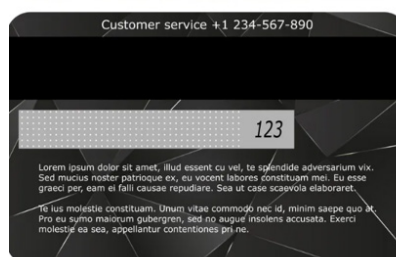 Customer service +1 234-567-890
123
Lorem ipsum dolor sit amet, illud essent cu vel, te splendide adversarium vix.
Sed mucius noster patrioque ex, eu vocent labores constituam mei. Eu esse
graeci per, eam ei falli causae repudiare. Sea ut case scaevola elaboraret.
Te ius molestie constituam. Unum vitae commodo nec id, minim saepe quo at.
Pro eu sumo maiorum gubergren, sed no augue insolens accusata. Exerci
molestie ea sea, appellantur contentiones pri ne.